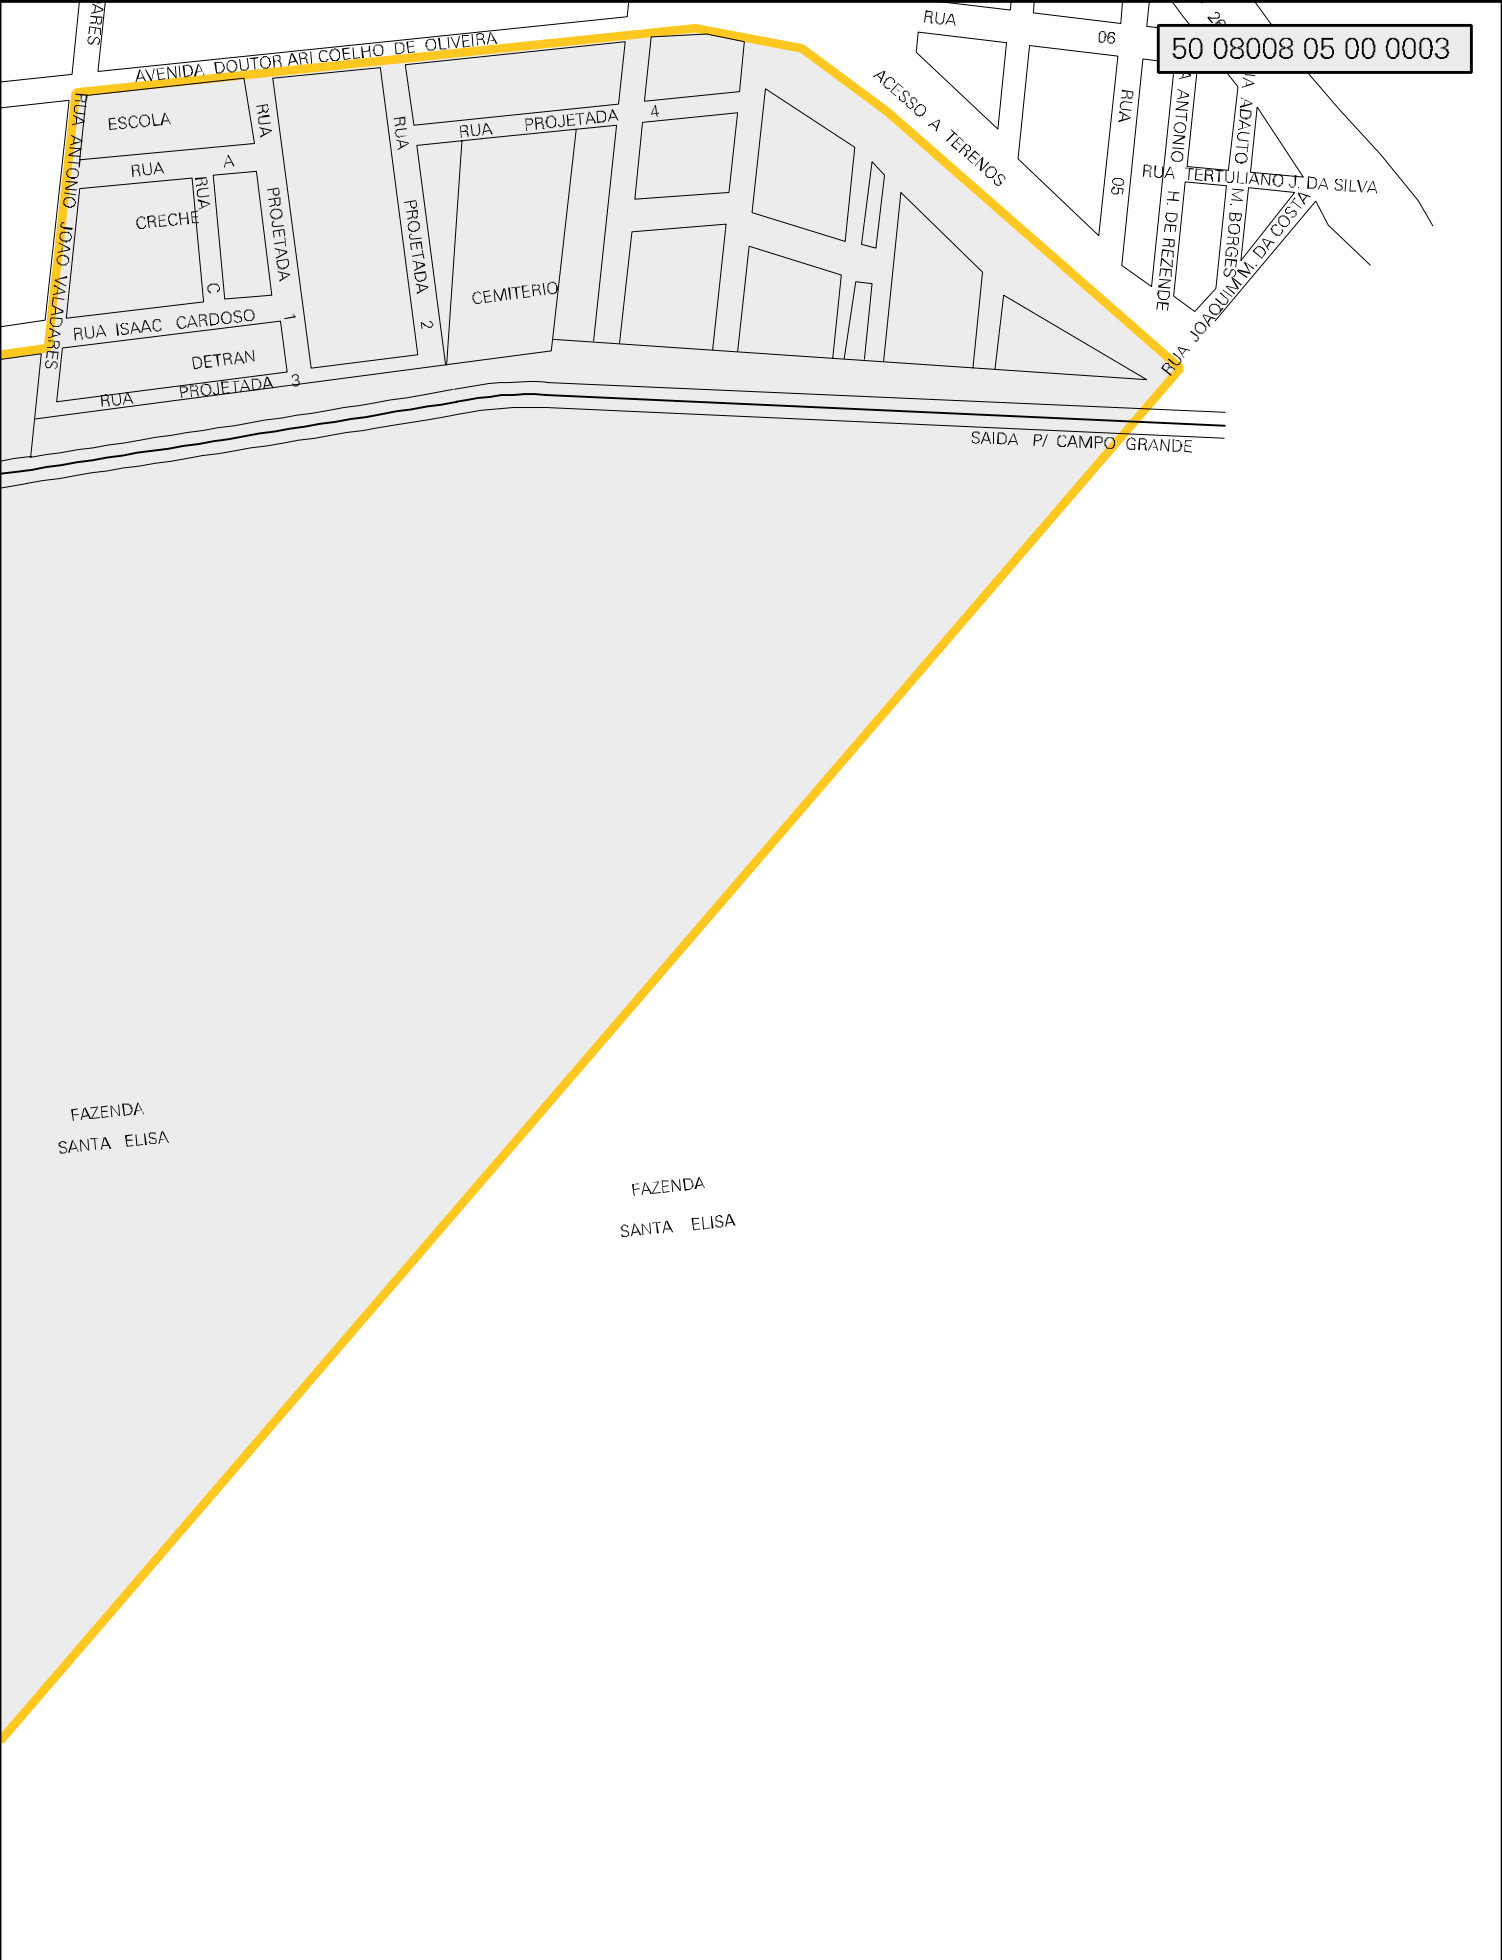 50 08008 05 00 0003
RUA 06
AVENIDA DOUTOR ARI COELHO DE OLIVEIRA
ACESSO A TERENOS
ESCOLA
RUA A
CRECHE
RUA C
RUA ANTONIO JOAO VALADARES
RUA PROJETADA 1
RUA PROJETADA 2
RUA PROJETADA 4
CEMITERIO
RUA ISAAC CARDOSO
DETRAN
RUA PROJETADA 3
RUA 05
ANTONIO H. DE REZENDE
ADAUTO M. BORGES
RUA TERTULIANO J. DA SILVA
RUA JOAQUIM M. DA COSTA
SAIDA P/ CAMPO GRANDE
FAZENDA
SANTA ELISA
FAZENDA
SANTA ELISA